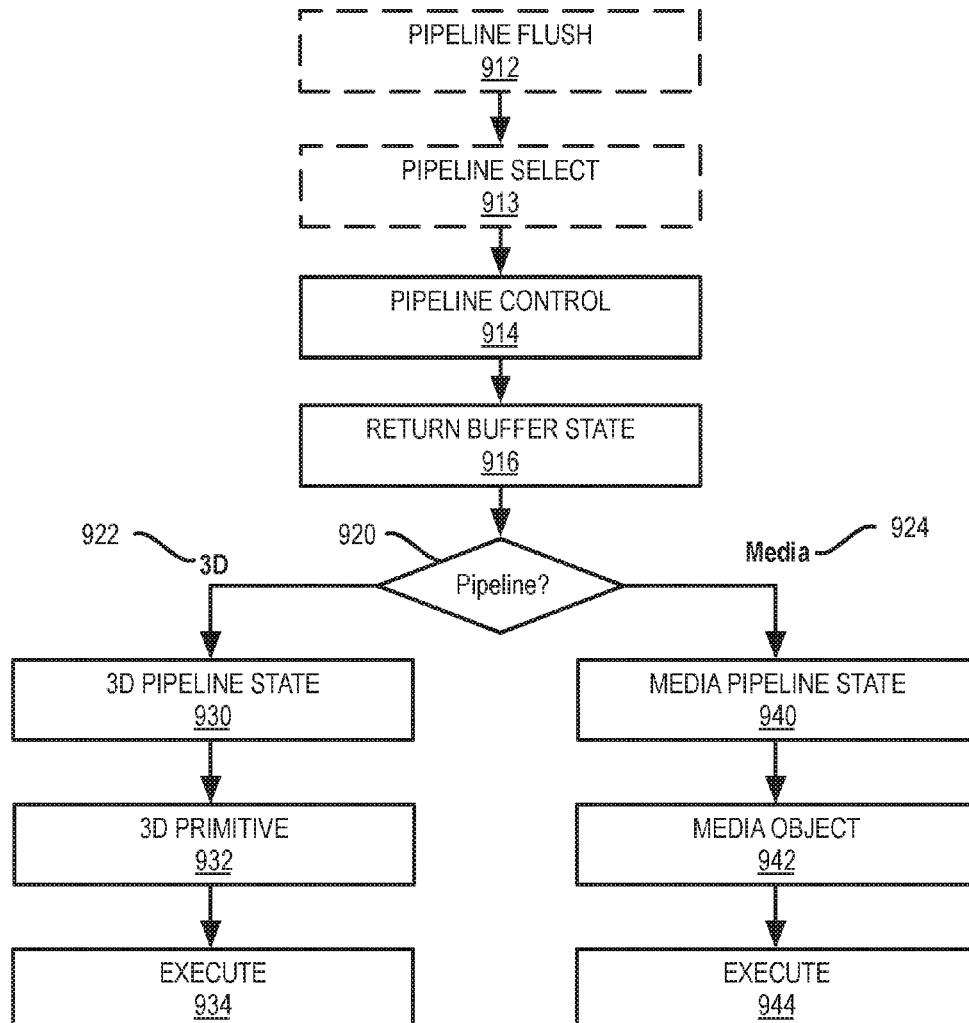 PIPELINE FLUSH
912
PIPELINE SELECT
913
PIPELINE CONTROL
914
RETURN BUFFER STATE
916
922
3D
920
Pipeline?
Media
924
3D PIPELINE STATE
930
MEDIA PIPELINE STATE
940
3D PRIMITIVE
932
MEDIA OBJECT
942
EXECUTE
934
EXECUTE
944